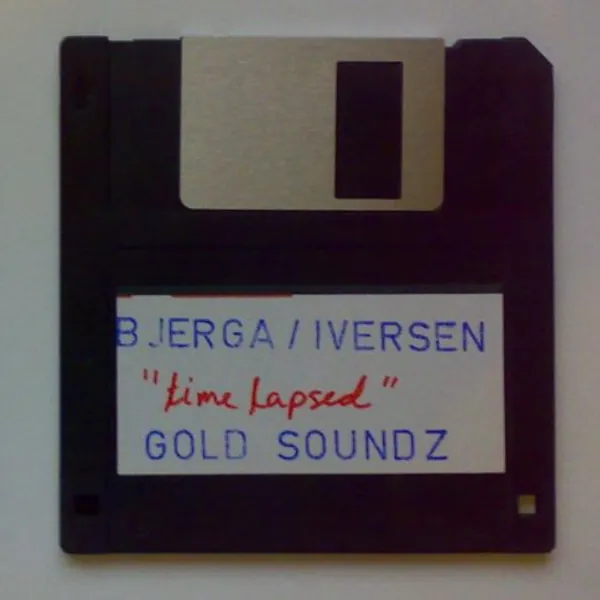 BJERGA/IVERSEN
"time lapsed"
GOLD SOUNDZ